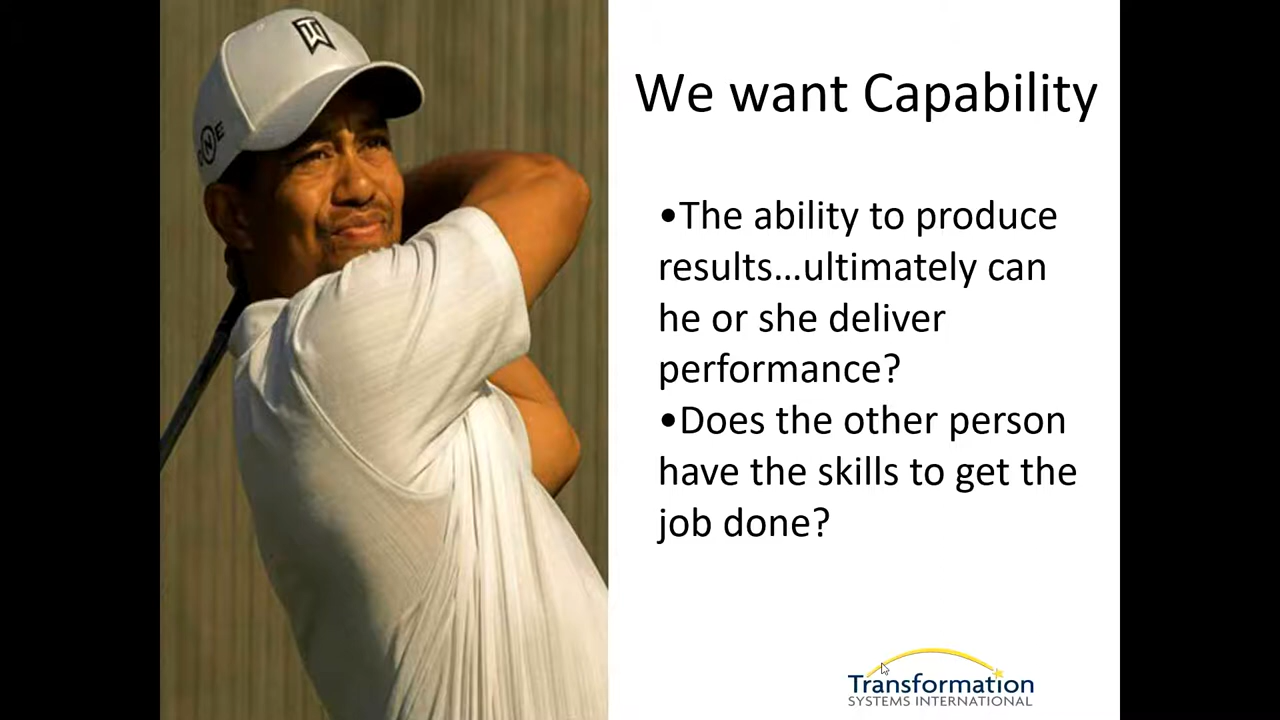 We want Capability
•The ability to produce
results...ultimately can
he or she deliver
performance?
•Does the other person
have the skills to get the
job done?
Transformation
SYSTEMS INTERNATIONAL
TW